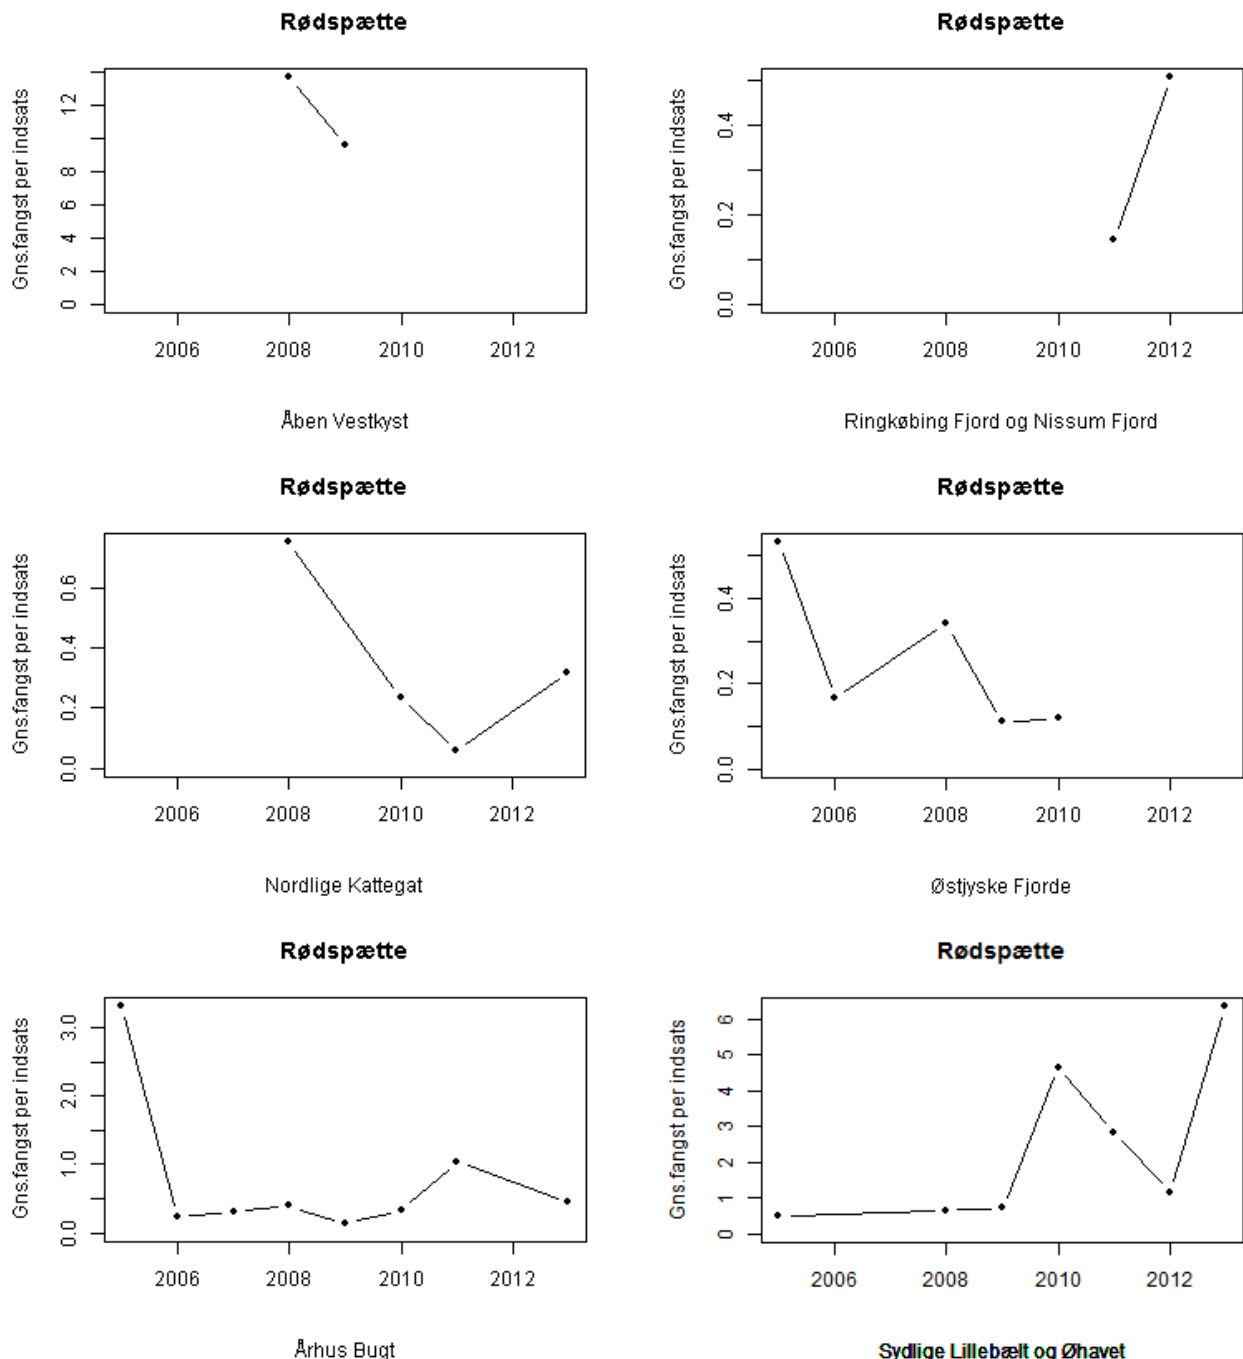 Rødspætte
Gns.fangst per indsats
0 2 4 6 8 12
2006 2008 2010 2012
Åben Vestkyst
Rødspætte
Gns.fangst per indsats
0.0 0.2 0.4
2006 2008 2010 2012
Ringkøbing Fjord og Nissum Fjord
Rødspætte
Gns.fangst per indsats
0.0 0.2 0.4 0.6
2006 2008 2010 2012
Nordlige Kattegat
Rødspætte
Gns.fangst per indsats
0.0 0.2 0.4
2006 2008 2010 2012
Østjyske Fjorde
Rødspætte
Gns.fangst per indsats
0.0 1.0 2.0 3.0
2006 2008 2010 2012
Århus Bugt
Rødspætte
Gns.fangst per indsats
0 1 2 3 4 5 6
2006 2008 2010 2012
Sydlige Lillebælt og Øhavet